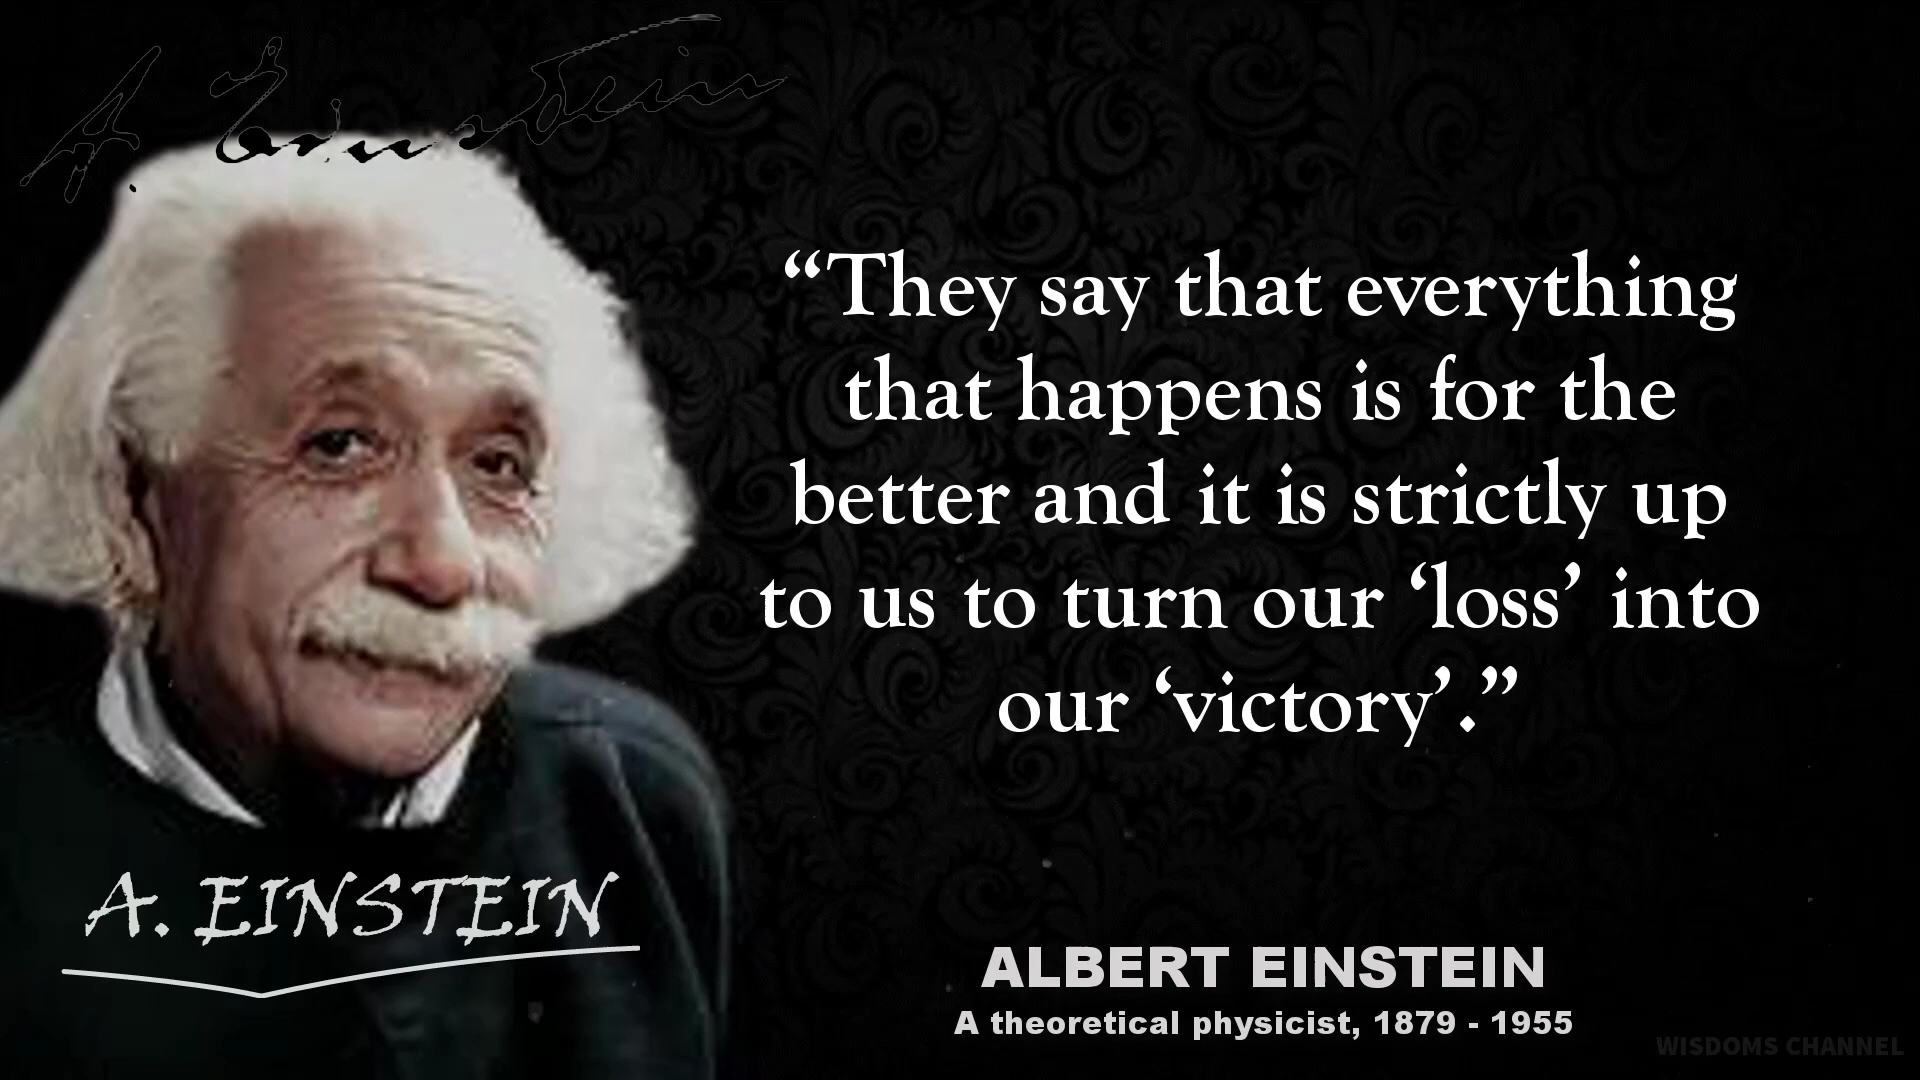 A. Einstein
“They say that everything
that happens is for the
better and it is strictly up
to us to turn our ‘loss’ into
our ‘victory’.”
A. EINSTEIN
ALBERT EINSTEIN
A theoretical physicist, 1879 - 1955
WISDOMS CHANNEL